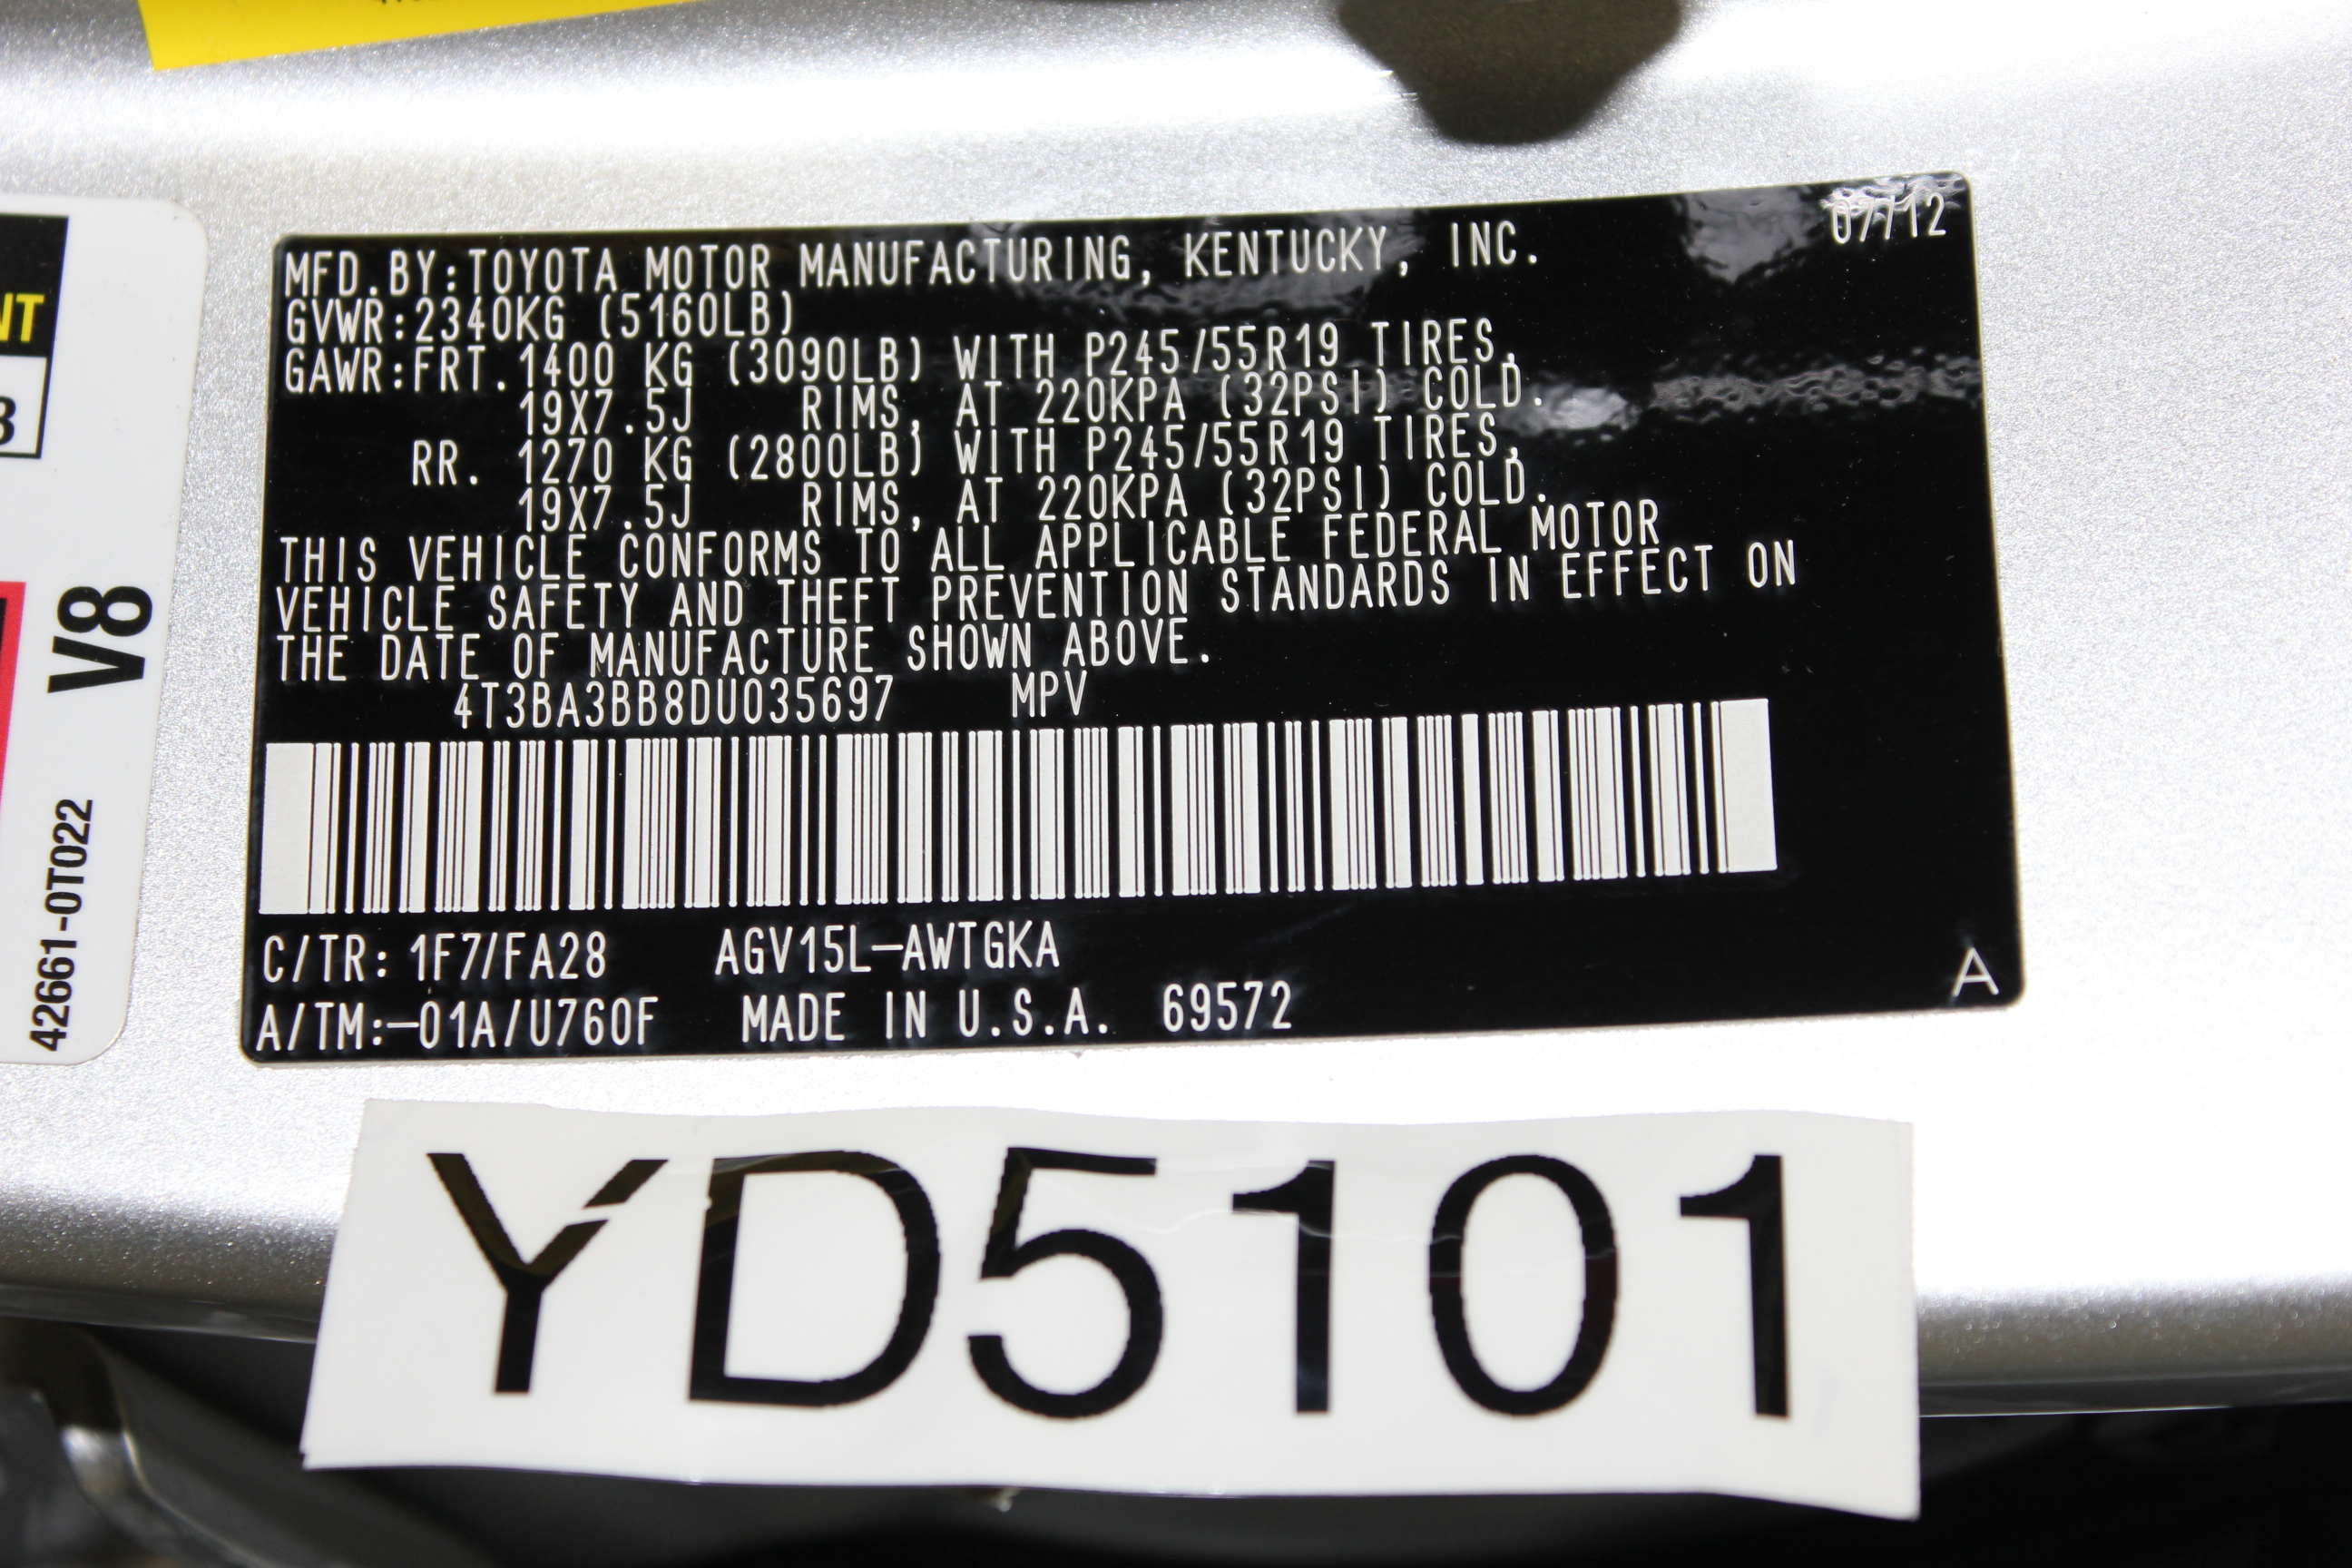 07/12
MFD.BY:TOYOTA MOTOR MANUFACTURING, KENTUCKY, INC.
GVWR:2340KG (5160LB)
GAWR:FRT.1400 KG (3090LB) WITH P245/55R19 TIRES,
19X7.5J RIMS, AT 220KPA (32PSI) COLD.
RR. 1270 KG (2800LB) WITH P245/55R19 TIRES,
19X7.5J RIMS, AT 220KPA (32PSI) COLD.
THIS VEHICLE CONFORMS TO ALL APPLICABLE FEDERAL MOTOR
VEHICLE SAFETY AND THEFT PREVENTION STANDARDS IN EFFECT ON
THE DATE OF MANUFACTURE SHOWN ABOVE.
4T3BA3BB8DU035697 MPV
C/TR: 1F7/FA28 AGV15L-AWTGKA
A/TM:-01A/U760F MADE IN U.S.A. 69572
A
NT
V8
42661-0T022
YD5101